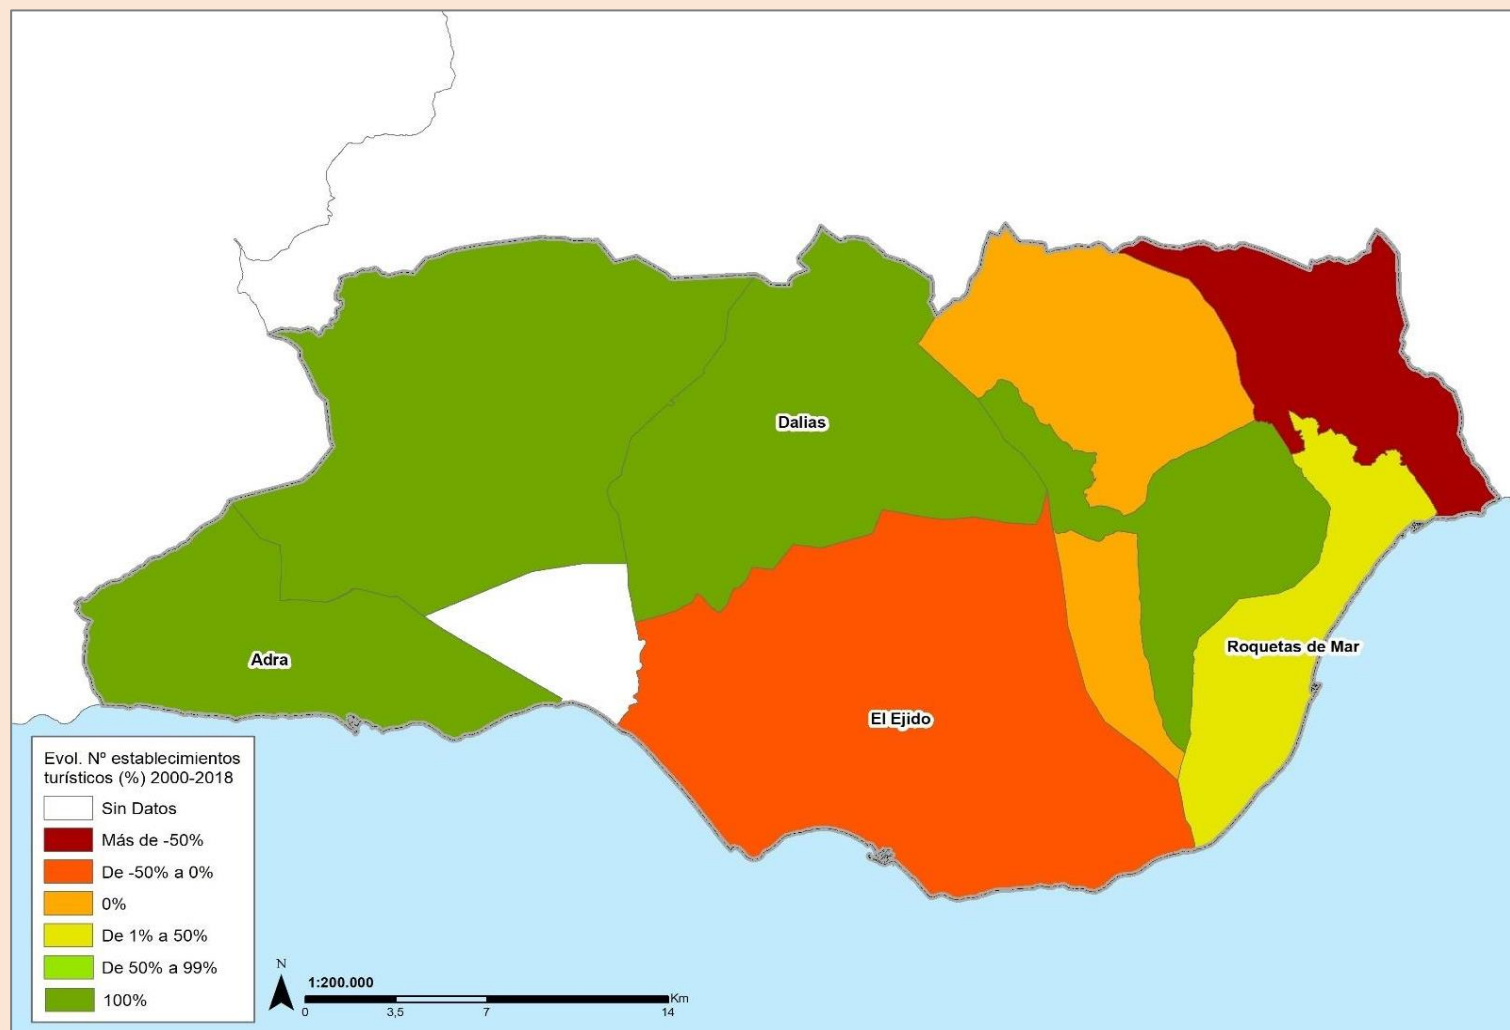 Dalias
Roquetas de Mar
Adra
El Ejido
Evol. Nº establecimientos
turísticos (%) 2000-2018
Sin Datos
Más de -50%
De -50% a 0%
0%
De 1% a 50%
De 50% a 99%
100%
N
1:200.000
Km
0 3,5 7 14